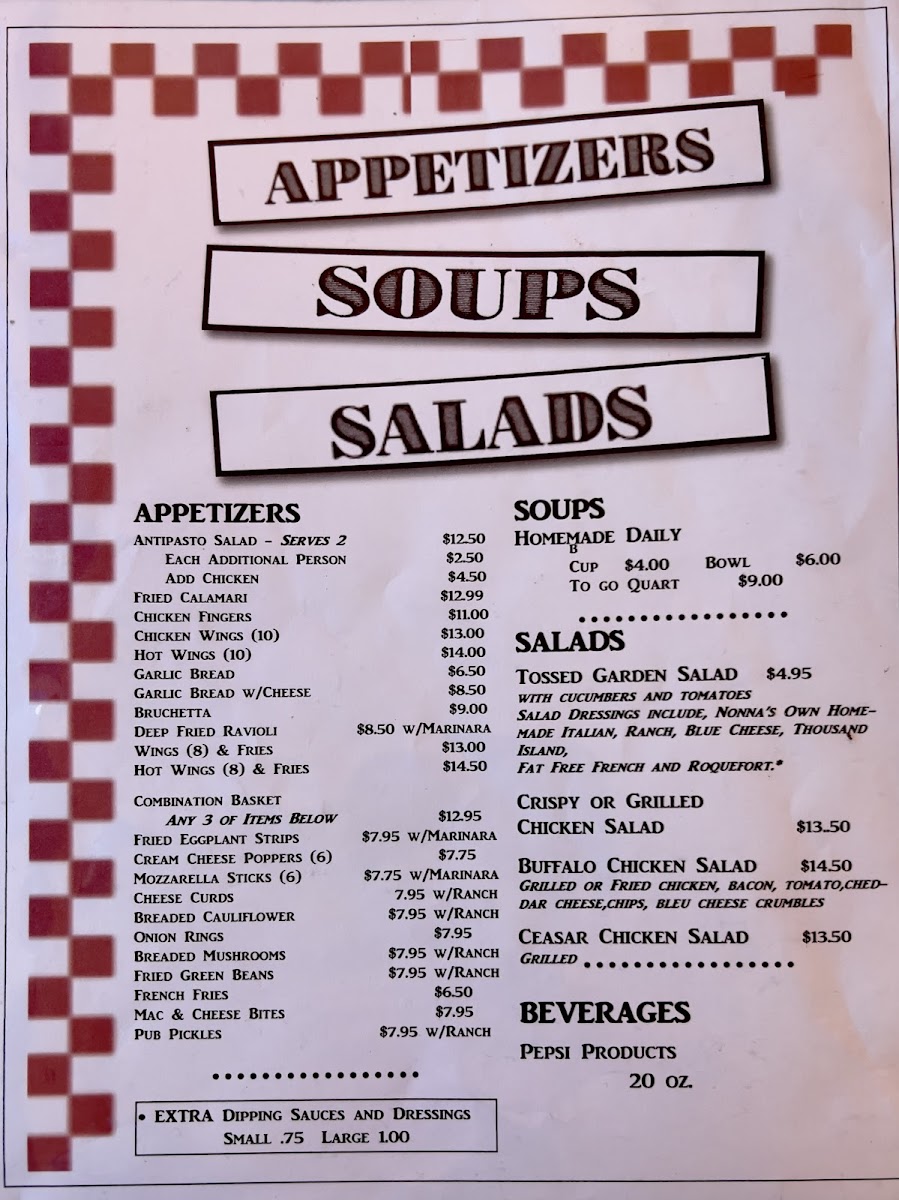 APPETIZERS
SOUPS
SALADS
APPETIZERS
ANTIPASTO SALAD – SERVES 2 $12.50
EACH ADDITIONAL PERSON $2.50
ADD CHICKEN $4.50
FRIED CALAMARI $12.99
CHICKEN FINGERS $11.00
CHICKEN WINGS (10) $13.00
HOT WINGS (10) $14.00
GARLIC BREAD $6.50
GARLIC BREAD W/CHEESE $8.50
BRUCHETTA $9.00
DEEP FRIED RAVIOLI $8.50 W/MARINARA
WINGS (8) & FRIES $13.00
HOT WINGS (8) & FRIES $14.50
COMBINATION BASKET
ANY 3 OF ITEMS BELOW $12.95
FRIED EGGPLANT STRIPS $7.95 W/MARINARA
CREAM CHEESE POPPERS (6) $7.75
MOZZARELLA STICKS (6) $7.75 W/MARINARA
CHEESE CURDS 7.95 W/RANCH
BREADED CAULIFLOWER $7.95 W/RANCH
ONION RINGS $7.95
BREADED MUSHROOMS $7.95 W/RANCH
FRIED GREEN BEANS $7.95 W/RANCH
FRENCH FRIES $6.50
MAC & CHEESE BITES $7.95
PUB PICKLES $7.95 W/RANCH
• EXTRA DIPPING SAUCES AND DRESSINGS
SMALL .75 LARGE 1.00
SOUPS
HOMEMADE DAILY
B
CUP $4.00 BOWL $6.00
TO GO QUART $9.00
SALADS
TOSSED GARDEN SALAD $4.95
WITH CUCUMBERS AND TOMATOES
SALAD DRESSINGS INCLUDE, NONNA'S OWN HOME-
MADE ITALIAN, RANCH, BLUE CHEESE, THOUSAND
ISLAND,
FAT FREE FRENCH AND ROQUEFORT.*
CRISPY OR GRILLED
CHICKEN SALAD $13..50
BUFFALO CHICKEN SALAD $14.50
GRILLED OR FRIED CHICKEN, BACON, TOMATO,CHED-
DAR CHEESE,CHIPS, BLEU CHEESE CRUMBLES
CEASAR CHICKEN SALAD $13.50
GRILLED
BEVERAGES
PEPSI PRODUCTS
20 OZ.